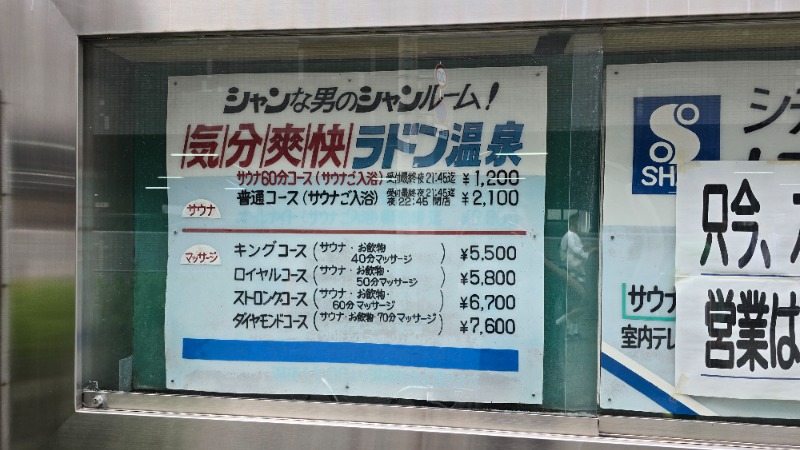 シャンな男のシャンルーム!
気分爽快ラドン温泉
サウナ60分コース(サウナご入浴) 受付最終夜21:45迄 ¥1,200
普通コース(サウナご入浴) 受付最終夜21:45迄 夜22:45 閉店 ¥2,100
サウナ
マッサージ
キングコース(サウナ・お飲物 40分マッサージ) ¥5,500
ロイヤルコース(サウナ・お飲物・50分マッサージ) ¥5,800
ストロングコース(サウナ・お飲物・60分マッサージ) ¥6,700
ダイヤモンドコース(サウナ・お飲物・70分マッサージ) ¥7,600
S
SH
シ
只今、
営業は
サウナ
室内テレ